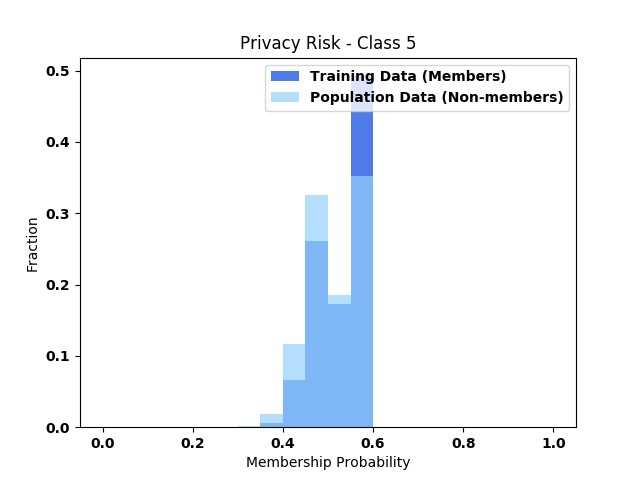 Privacy Risk - Class 5
Training Data (Members)
Population Data (Non-members)
Fraction
0.5
0.4
0.3
0.2
0.1
0.0
0.0 0.2 0.4 0.6 0.8 1.0
Membership Probability